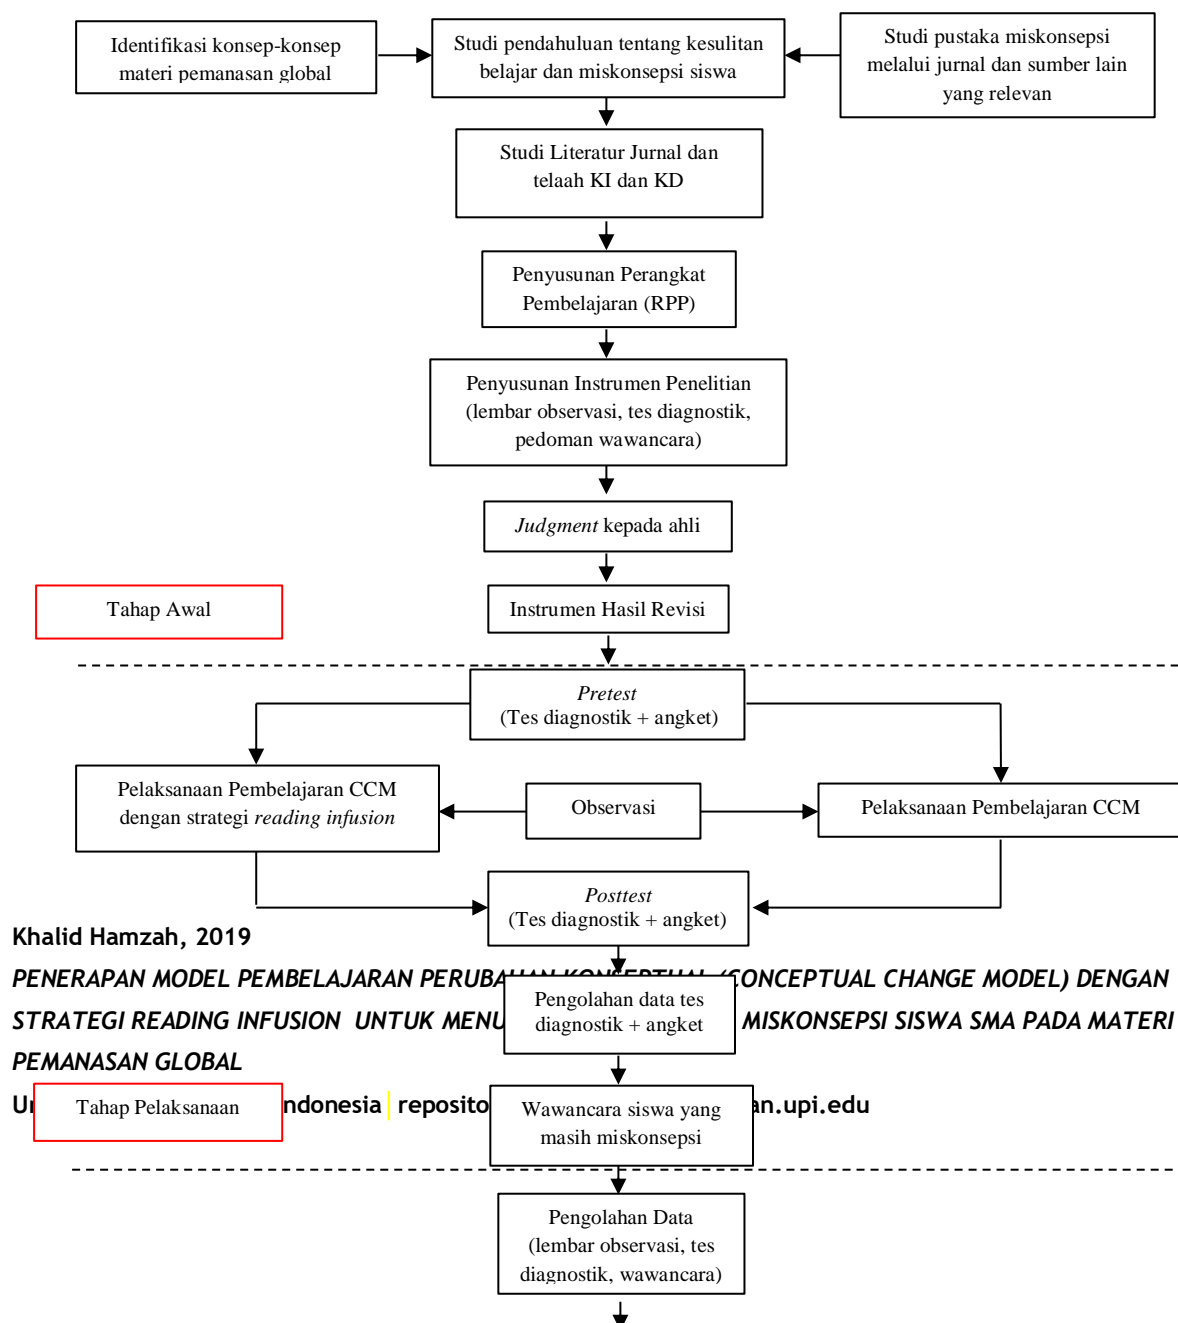 Identifikasi konsep-konsep
materi pemanasan global
Studi pendahuluan tentang kesulitan
belajar dan miskonsepsi siswa
Studi pustaka miskonsepsi
melalui jurnal dan sumber lain
yang relevan
Studi Literatur Jurnal dan
telaah KI dan KD
Penyusunan Perangkat
Pembelajaran (RPP)
Penyusunan Instrumen Penelitian
(lembar observasi, tes diagnostik,
pedoman wawancara)
Judgment kepada ahli
Tahap Awal
Instrumen Hasil Revisi
Pretest
(Tes diagnostik + angket)
Pelaksanaan Pembelajaran CCM
dengan strategi reading infusion
Observasi
Pelaksanaan Pembelajaran CCM
Posttest
(Tes diagnostik + angket)
Khalid Hamzah, 2019
PENERAPAN MODEL PEMBELAJARAN PERUBAHAN KONSEPTUAL (CONCEPTUAL CHANGE MODEL) DENGAN
STRATEGI READING INFUSION UNTUK MENU MISKONSEPSI SISWA SMA PADA MATERI
PEMANASAN GLOBAL
Pengolahan data tes
diagnostik + angket
Tahap Pelaksanaan
ndonesia reposito an.upi.edu
Wawancara siswa yang
masih miskonsepsi
Pengolahan Data
(lembar observasi, tes
diagnostik, wawancara)